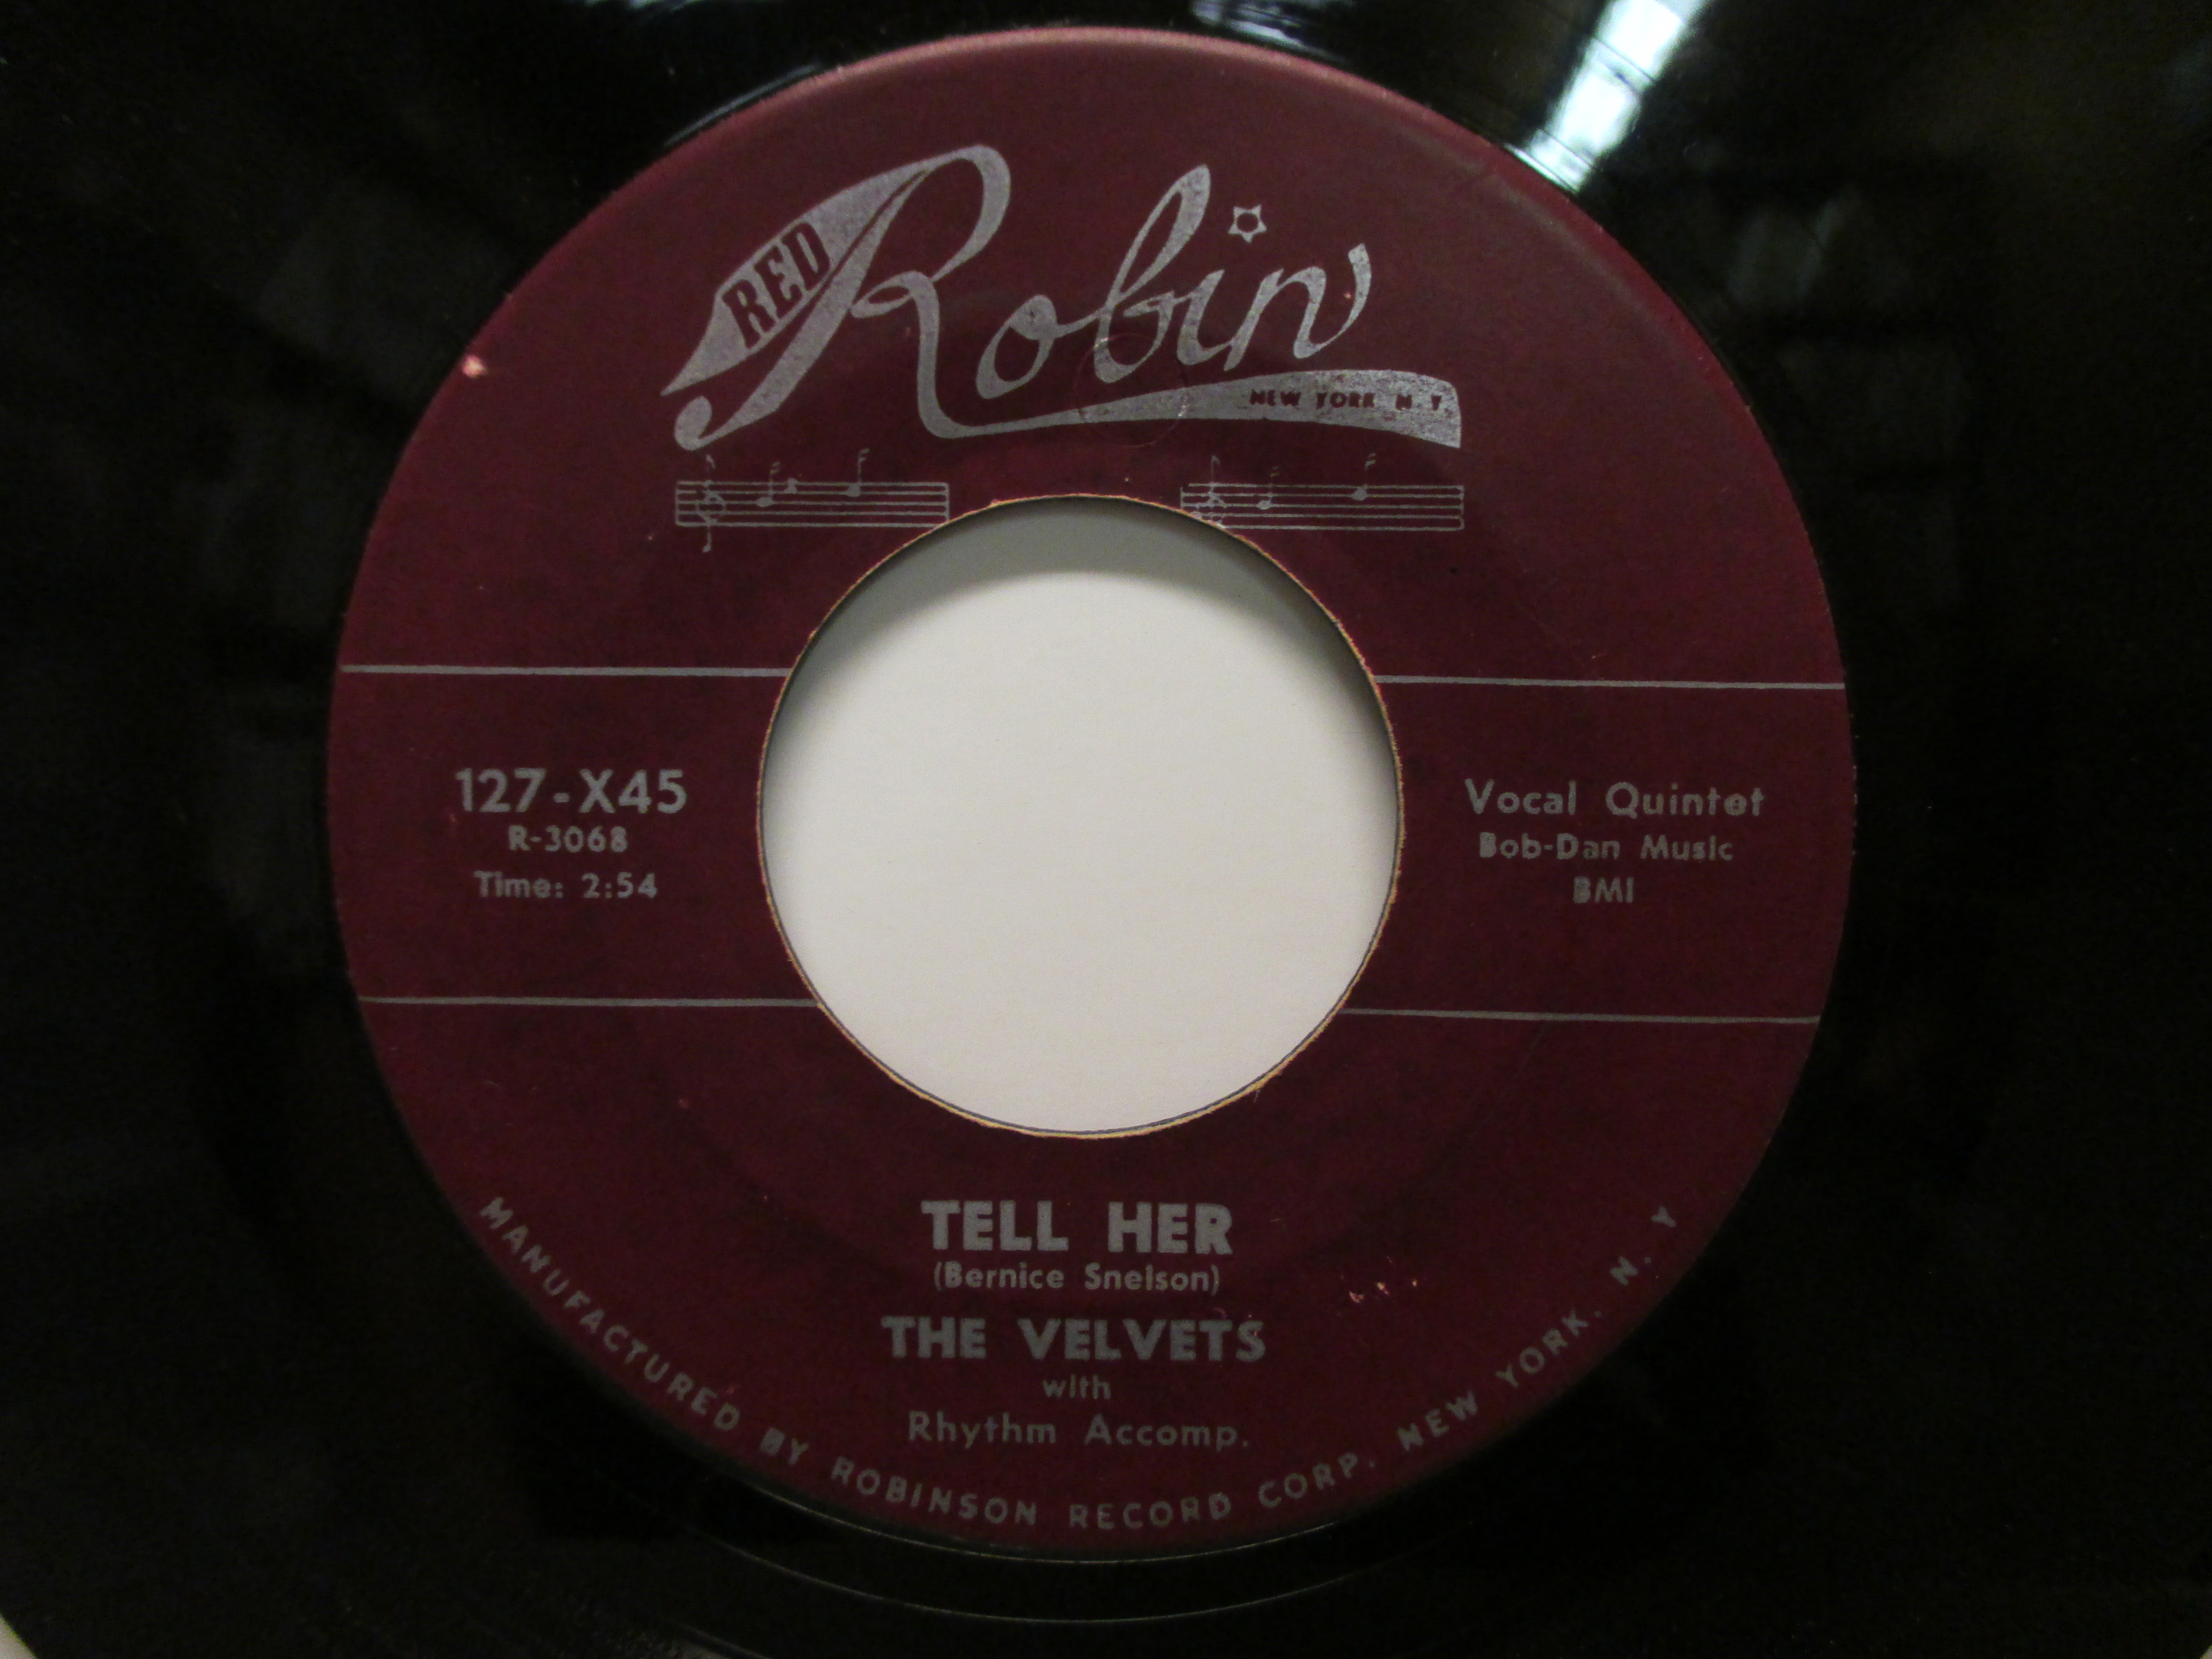 RED
Robin
NEW YORK N. Y.
127-X45
R-3068
Time: 2:54
Vocal Quintet
Bob-Dan Music
BMI
TELL HER
(Bernice Snelson)
THE VELVETS
with
Rhythm Accomp.
MANUFACTURED BY ROBINSON RECORD CORP. NEW YORK. N. Y